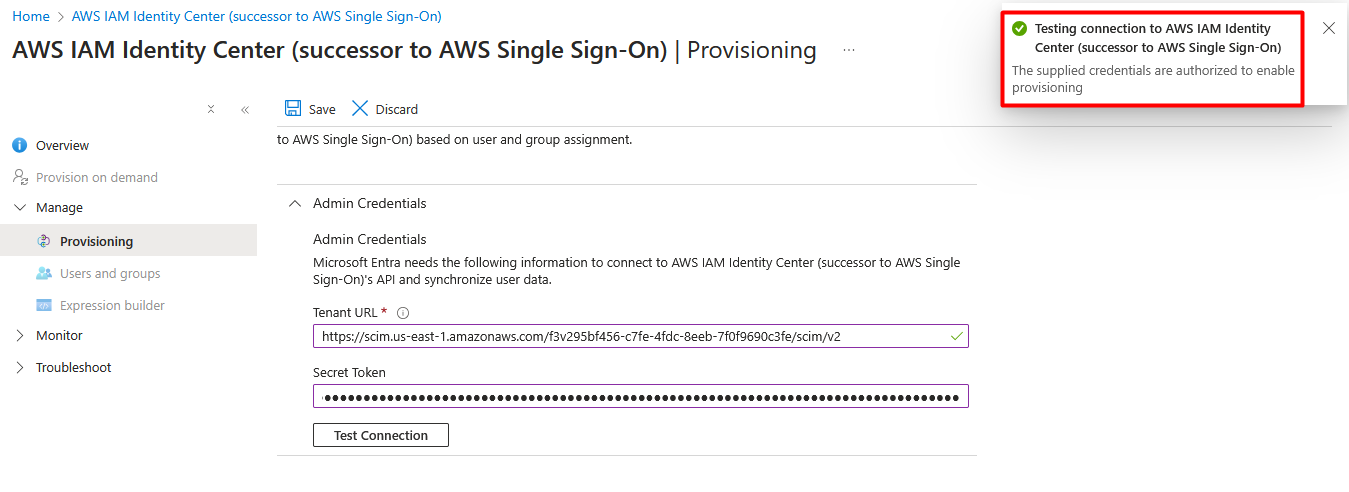 Home > AWS IAM Identity Center (successor to AWS Single Sign-On)
AWS IAM Identity Center (successor to AWS Single Sign-On) | Provisioning ...
Testing connection to AWS IAM Identity
Center (successor to AWS Single Sign-On)
The supplied credentials are authorized to enable
provisioning
Save
Discard
to AWS Single Sign-On) based on user and group assignment.
Overview
Provision on demand
Manage
Provisioning
Users and groups
Expression builder
Monitor
Troubleshoot
Admin Credentials
Admin Credentials
Microsoft Entra needs the following information to connect to AWS IAM Identity Center (successor to AWS Single
Sign-On)'s API and synchronize user data.
Tenant URL *
https://scim.us-east-1.amazonaws.com/f3v295bf456-c7fe-4fdc-8eeb-7f0f9690c3fe/scim/v2
Secret Token
Test Connection